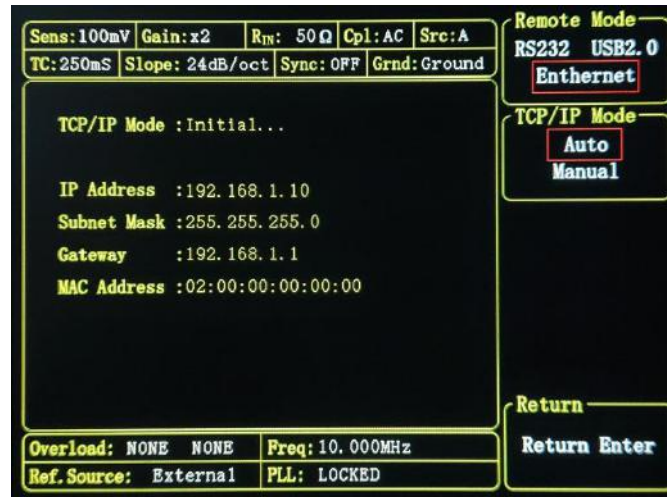 Sens:100mV Gain:x2 RIN: 50Ω Cpl:AC Src:A
TC:250mS Slope: 24dB/oct Sync: OFF Grnd:Ground
TCP/IP Mode :Initial...
IP Address :192.168.1.10
Subnet Mask :255.255.255.0
Gateway :192.168.1.1
MAC Address :02:00:00:00:00:00
Overload: NONE NONE Freq:10.000MHz
Ref.Source: External PLL: LOCKED
Remote Mode
RS232 USB2.0
Enthernet
TCP/IP Mode
Auto
Manual
Return
Return Enter